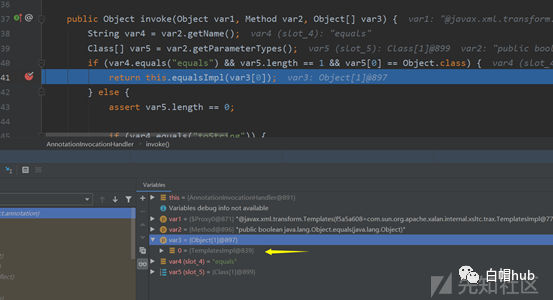 36
37 public Object invoke(Object var1, Method var2, Object[] var3) { var1: "@javax.xml.transform.
38 String var4 = var2.getName(); var4 (slot_4): "equals"
39 Class[] var5 = var2.getParameterTypes(); var5 (slot_5): Class[1]@899 var2: "public bool
40 if (var4.equals("equals") && var5.length == 1 && var5[0] == Object.class) { var4 (slot_4
41 return this.equalsImpl(var3[0]); var3: Object[1]@897
42 } else {
43 assert var5.length == 0;
44
45 if (var4.equals("toString")) {
AnnotationInvocationHandler › invoke()
Variables
this = {AnnotationInvocationHandler@891}
Variables debug info not available
var1 = {$Proxy0@871} "@javax.xml.transform.Templates(f5a5a608=com.sun.org.apache.xalan.internal.xsltc.trax.TemplatesImpl@77
var2 = {Method@898} "public boolean java.lang.Object.equals(java.lang.Object)"
var3 = {Object[1]@897}
0 = {TemplatesImpl@839}
var4 (slot_4) = "equals"
var5 (slot_5) = {Class[1]@899}
ct.annotation)
白帽hub
先知社区